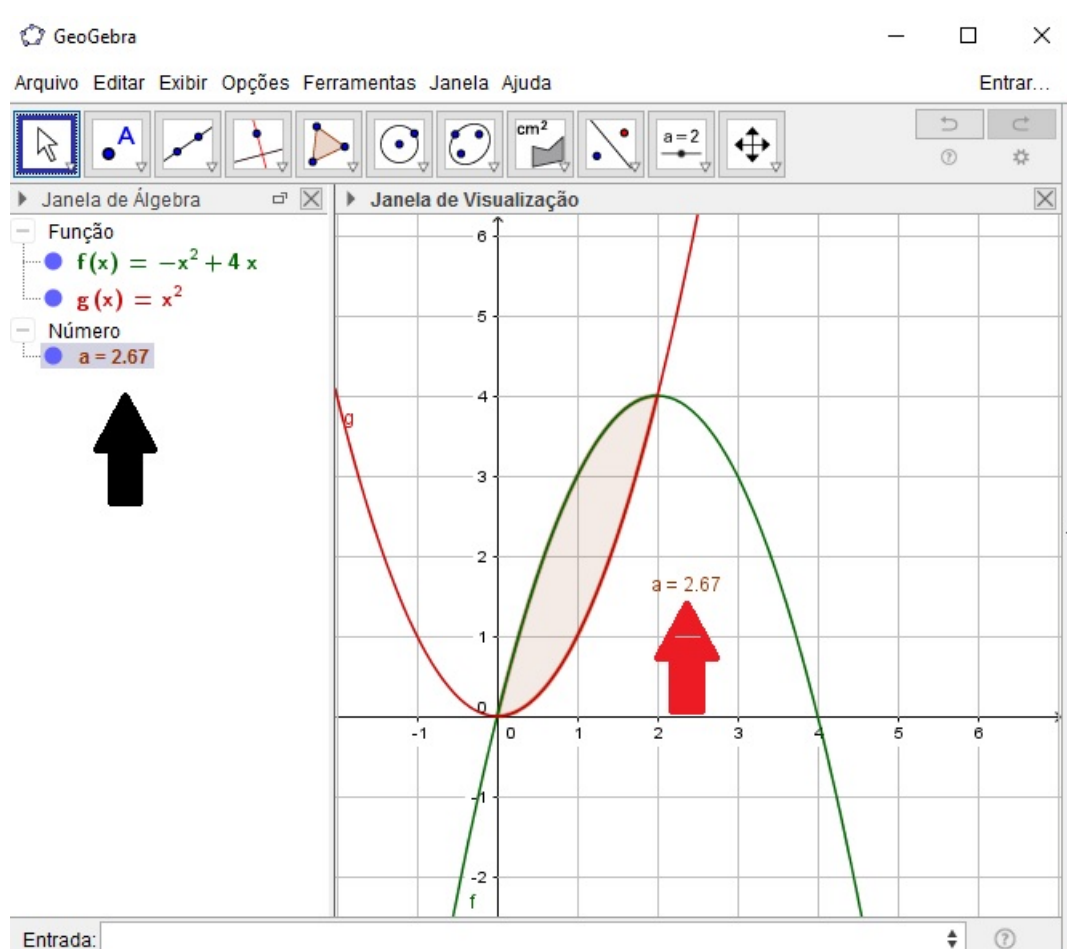 GeoGebra
Arquivo Editar Exibir Opções Ferramentas Janela Ajuda Entrar...
A cm² a = 2
Janela de Álgebra
Janela de Visualização
Função
f(x) = −x² + 4 x
g(x) = x²
Número
a = 2.67
6
5
4
g
3
2
a = 2.67
1
0
-1 0 1 2 3 4 5 6
-1
-2
f
Entrada: